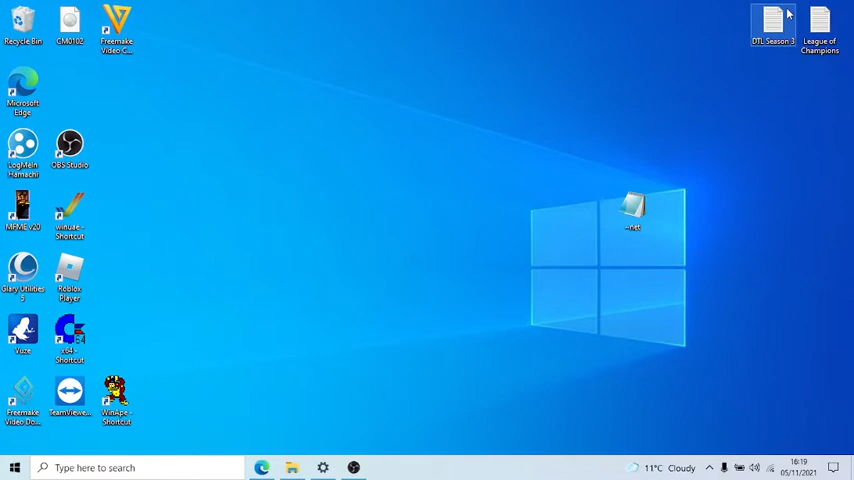 Recycle Bin
CM0102
Freemake
Video C...
DTL Season 3
League of
Champions
Microsoft
Edge
LogMeIn
Hamachi
OBS Studio
~net
MFME v20
winuae -
Shortcut
Glary Utilities
5
Roblox
Player
Vuze
x64 -
Shortcut
Freemake
Video Do...
TeamViewe...
WinApe -
Shortcut
Type here to search
11°C Cloudy
16:19
05/11/2021